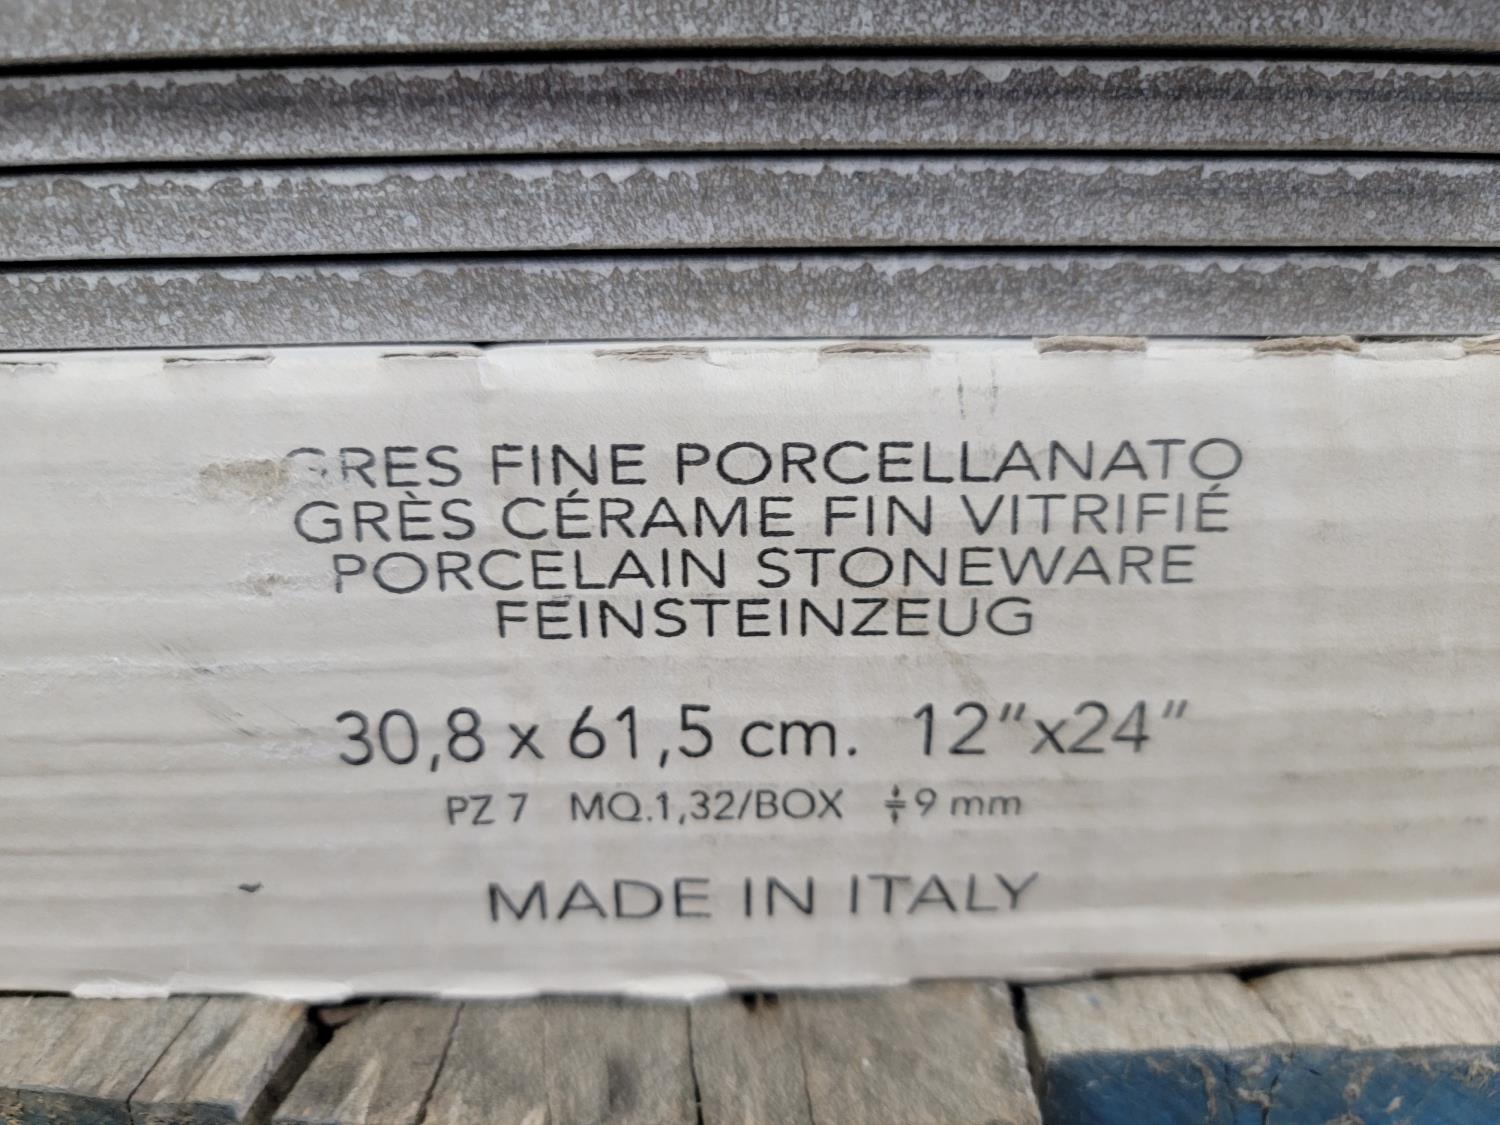 GRES FINE PORCELLANATO
GRÈS CÉRAME FIN VITRIFIÉ
PORCELAIN STONEWARE
FEINSTEINZEUG
30,8 x 61,5 cm. 12"x24"
PZ 7 MQ.1,32/BOX ÷9 mm
MADE IN ITALY